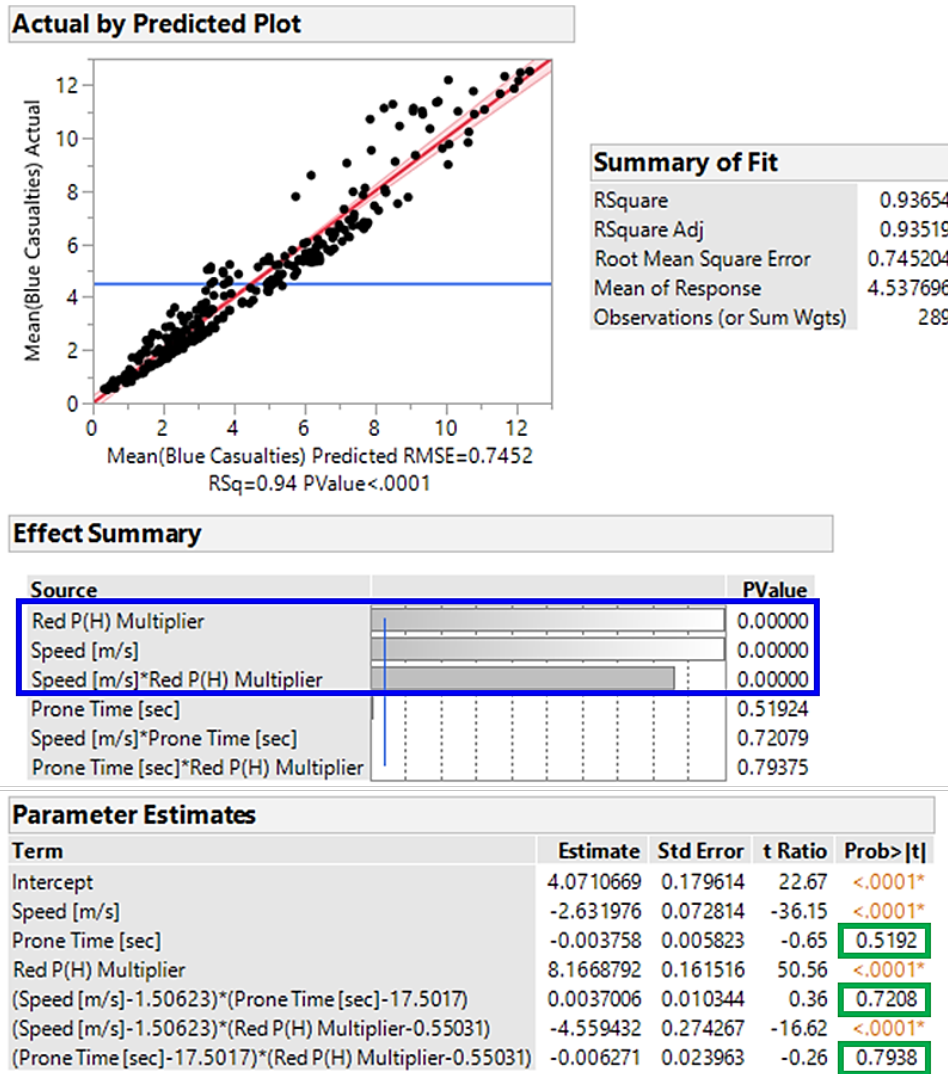 Actual by Predicted Plot
Mean(Blue Casualties) Actual
12
10
8
6
4
2
0
0 2 4 6 8 10 12
Mean(Blue Casualties) Predicted RMSE=0.7452
RSq=0.94 PValue<.0001
Summary of Fit
RSquare 0.93654
RSquare Adj 0.93519
Root Mean Square Error 0.745204
Mean of Response 4.537696
Observations (or Sum Wgts) 289
Effect Summary
Source PValue
Red P(H) Multiplier 0.00000
Speed [m/s] 0.00000
Speed [m/s]*Red P(H) Multiplier 0.00000
Prone Time [sec] 0.51924
Speed [m/s]*Prone Time [sec] 0.72079
Prone Time [sec]*Red P(H) Multiplier 0.79375
Parameter Estimates
Term Estimate Std Error t Ratio Prob>|t|
Intercept 4.0710669 0.179614 22.67 <.0001*
Speed [m/s] -2.631976 0.072814 -36.15 <.0001*
Prone Time [sec] -0.003758 0.005823 -0.65 0.5192
Red P(H) Multiplier 8.1668792 0.161516 50.56 <.0001*
(Speed [m/s]-1.50623)*(Prone Time [sec]-17.5017) 0.0037006 0.010344 0.36 0.7208
(Speed [m/s]-1.50623)*(Red P(H) Multiplier-0.55031) -4.559432 0.274267 -16.62 <.0001*
(Prone Time [sec]-17.5017)*(Red P(H) Multiplier-0.55031) -0.006271 0.023963 -0.26 0.7938